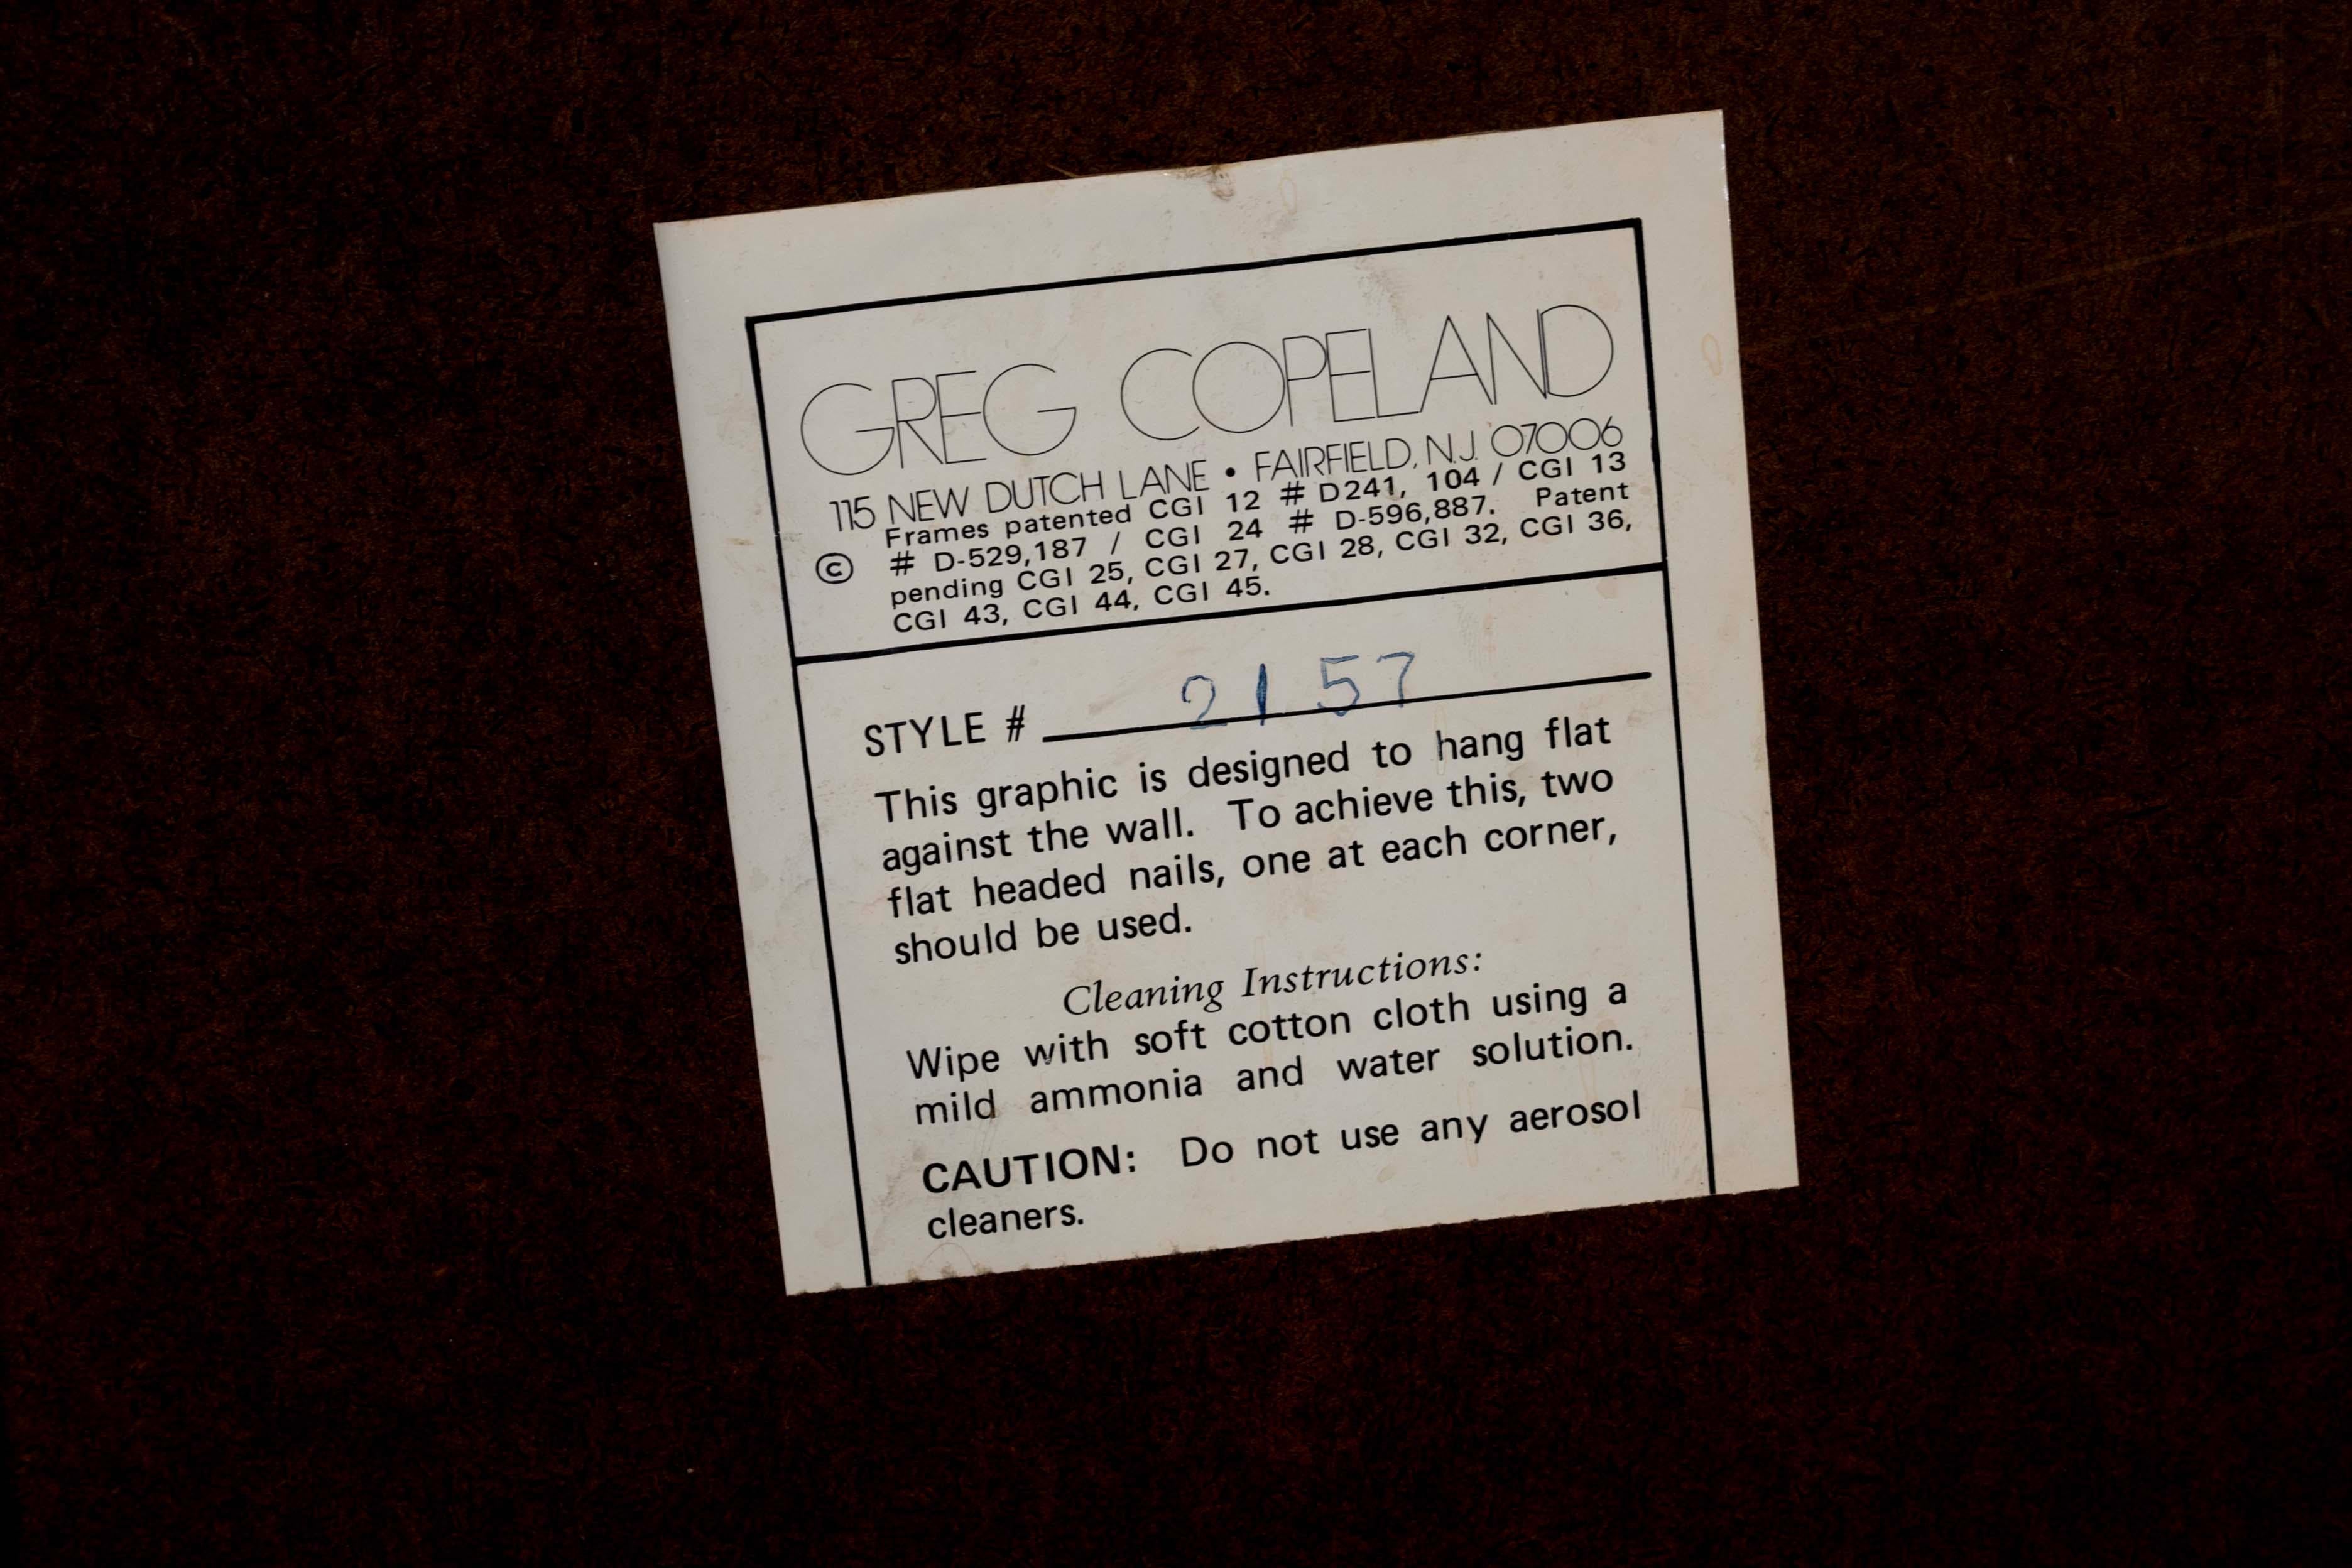 GREG COPELAND
115 NEW DUTCH LANE • FAIRFIELD, N.J. 07006
Frames patented CGI 12 # D241, 104 / CGI 13
© # D-529,187 / CGI 24 # D-596,887. Patent
pending CGI 25, CGI 27, CGI 28, CGI 32, CGI 36,
CGI 43, CGI 44, CGI 45.
STYLE # 2157
This graphic is designed to hang flat
against the wall. To achieve this, two
flat headed nails, one at each corner,
should be used.
Cleaning Instructions:
Wipe with soft cotton cloth using a
mild ammonia and water solution.
CAUTION: Do not use any aerosol
cleaners.